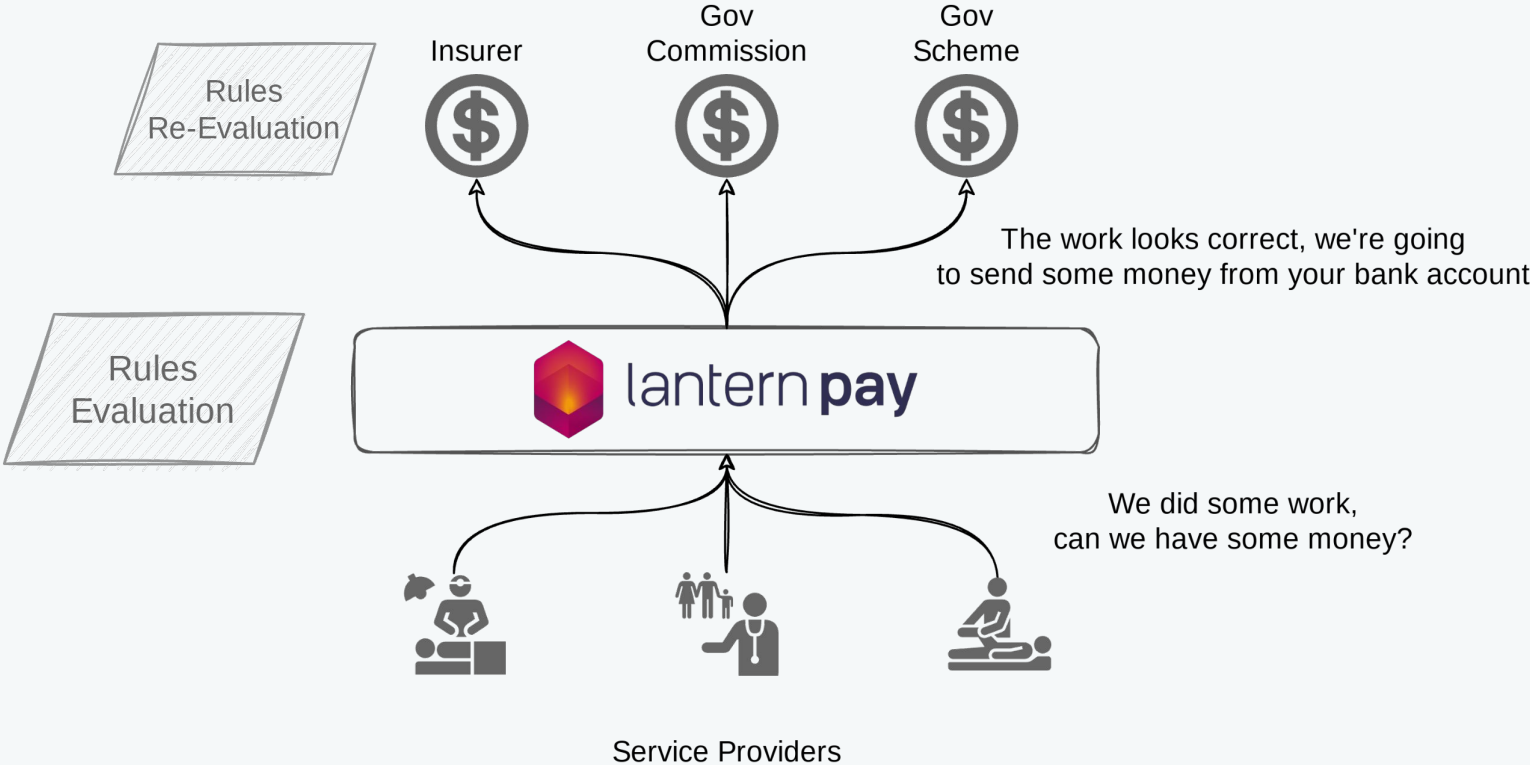 Gov
Commission
Gov
Scheme
Insurer
Rules
Re-Evaluation
The work looks correct, we're going
to send some money from your bank account
lantern pay
Rules
Evaluation
We did some work,
can we have some money?
Service Providers